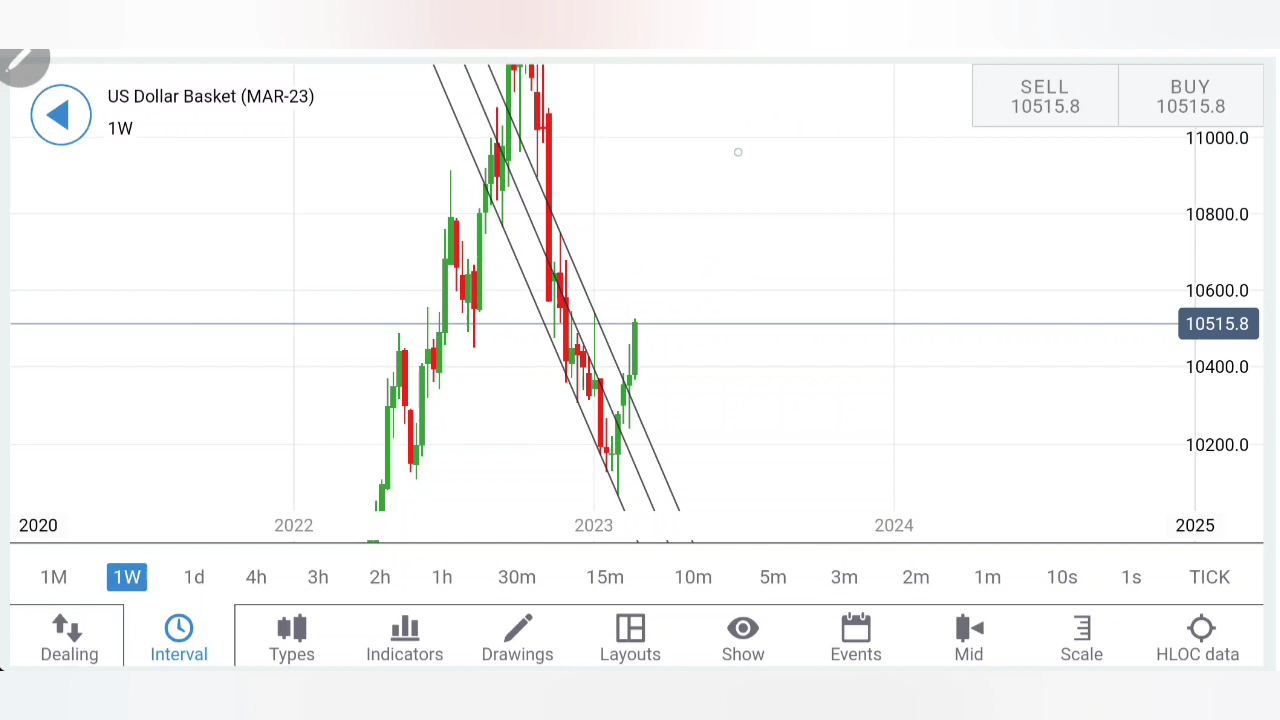 US Dollar Basket (MAR-23)
1W
SELL
10515.8
BUY
10515.8
11000.0
10800.0
10600.0
10515.8
10400.0
10200.0
2020 2022 2023 2024 2025
1M 1W 1d 4h 3h 2h 1h 30m 15m 10m 5m 3m 2m 1m 10s 1s TICK
Dealing Interval Types Indicators Drawings Layouts Show Events Mid Scale HLOC data